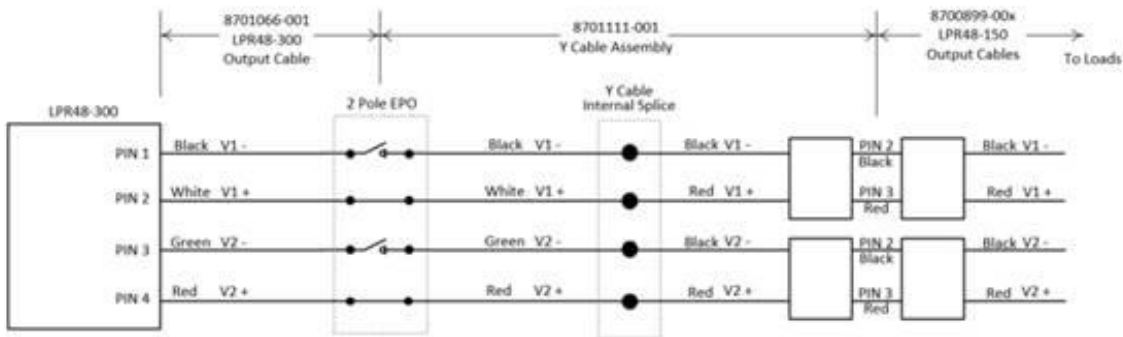 8701066-001
LPR48-300
Output Cable
8701111-001
Y Cable Assembly
8700899-00x
LPR48-150
Output Cables
To Loads
LPR48-300
2 Pole EPO
Y Cable
Internal Splice
PIN 1 Black V1 - Black V1 - Black V1 - PIN 2 Black V1 -
Black
PIN 2 White V1 + White V1 + Red V1 + PIN 3 Red V1 +
Red
PIN 3 Green V2 - Green V2 - Black V2 - PIN 2 Black V2 -
Black
PIN 4 Red V2 + Red V2 + Red V2 + PIN 3 Red V2 +
Red